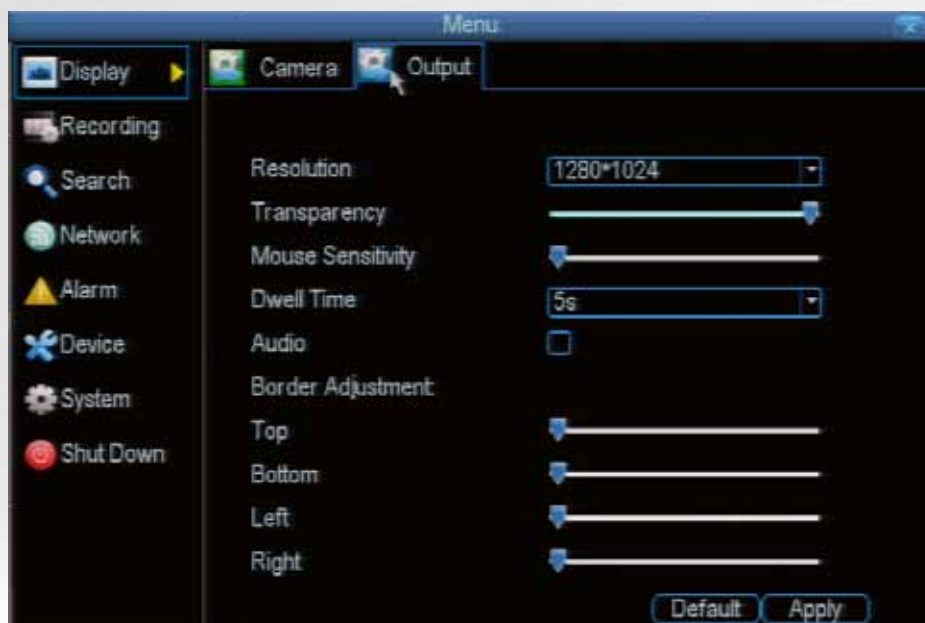 Menu
Display
Recording
Search
Network
Alarm
Device
System
Shut Down
Camera
Output
Resolution 1280*1024
Transparency
Mouse Sensitivity
Dwell Time 5s
Audio
Border Adjustment:
Top
Bottom
Left
Right
Default Apply